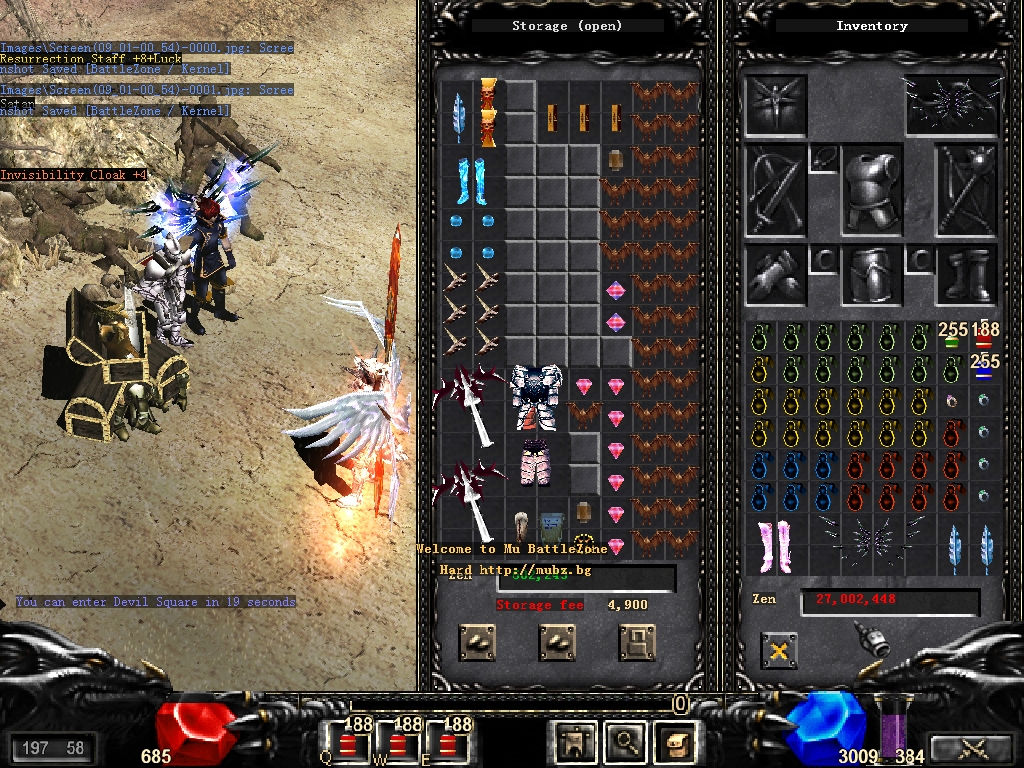 Storage (open)
Inventory
Images\Screen(09_01-00_54)-0000.jpg: Scree
Resurrection Staff +8+Luck
nshot Saved [BattleZone / Kernel]
Images\Screen(09_01-00_54)-0001.jpg: Scree
Satan
nshot Saved [BattleZone / Kernel]
Invisibility Cloak +4
255
188
255
Welcome to Mu BattleZone
Hard http://mubz.bg
Zen
You can enter Devil Square in 19 seconds
Storage fee
4,900
Zen
27,002,448
0
188
188
188
Q
W
E
197 58
685
3009
384